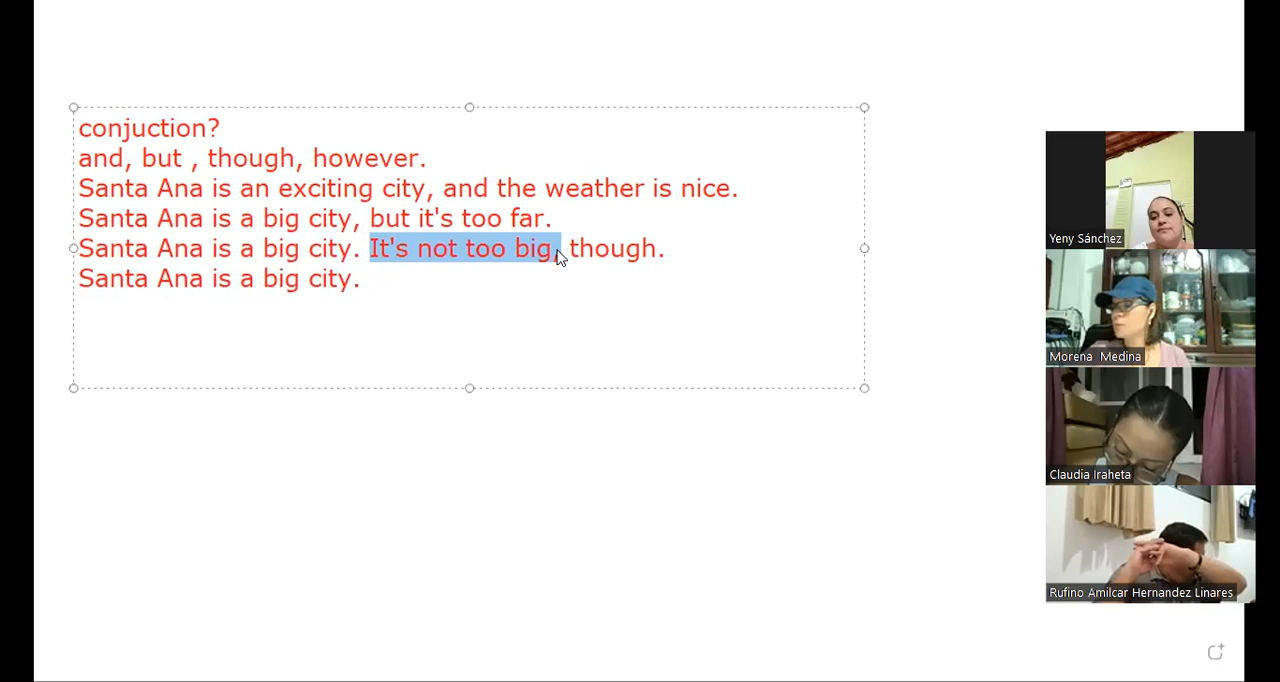 conjuction?
and, but , though, however.
Santa Ana is an exciting city, and the weather is nice.
Santa Ana is a big city, but it's too far.
Santa Ana is a big city. It's not too big, though.
Santa Ana is a big city.
Yeny Sánchez
Morena Medina
Claudia Iraheta
Rufino Amilcar Hernandez Linares